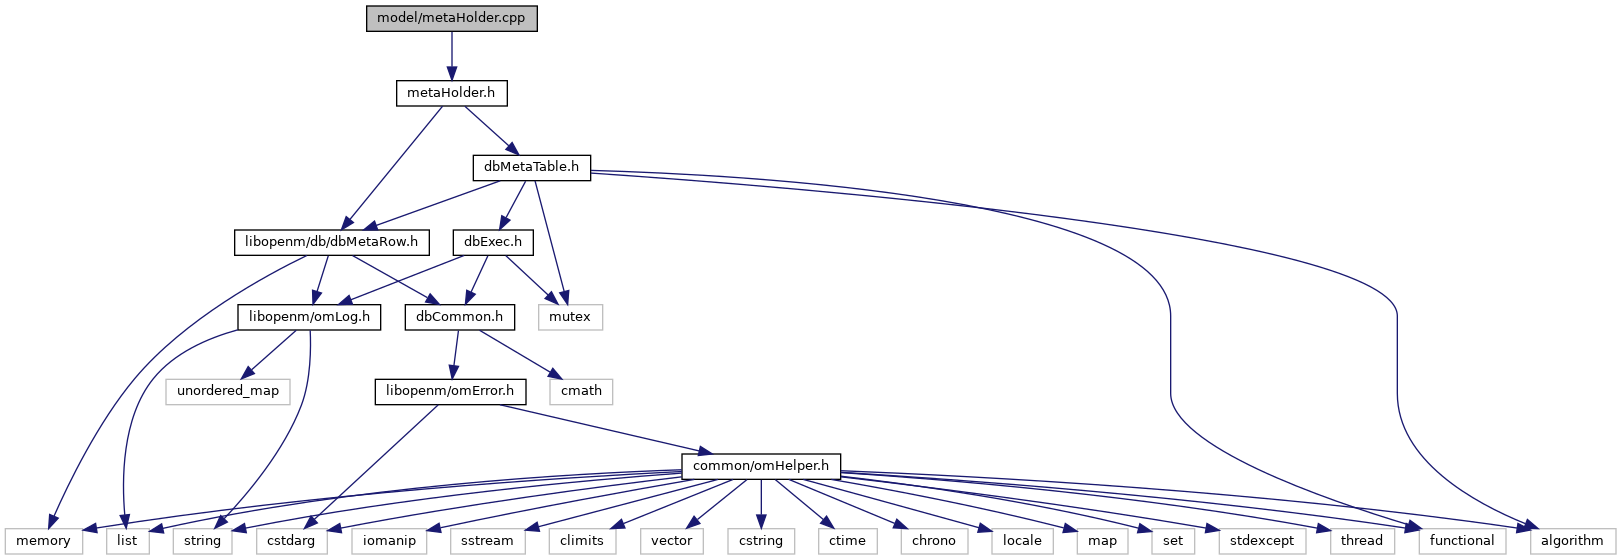 model/metaHolder.cpp
metaHolder.h
dbMetaTable.h
libopenm/db/dbMetaRow.h
dbExec.h
libopenm/omLog.h
dbCommon.h
mutex
unordered_map
libopenm/omError.h
cmath
common/omHelper.h
memory
list
string
cstdarg
iomanip
sstream
climits
vector
cstring
ctime
chrono
locale
map
set
stdexcept
thread
functional
algorithm